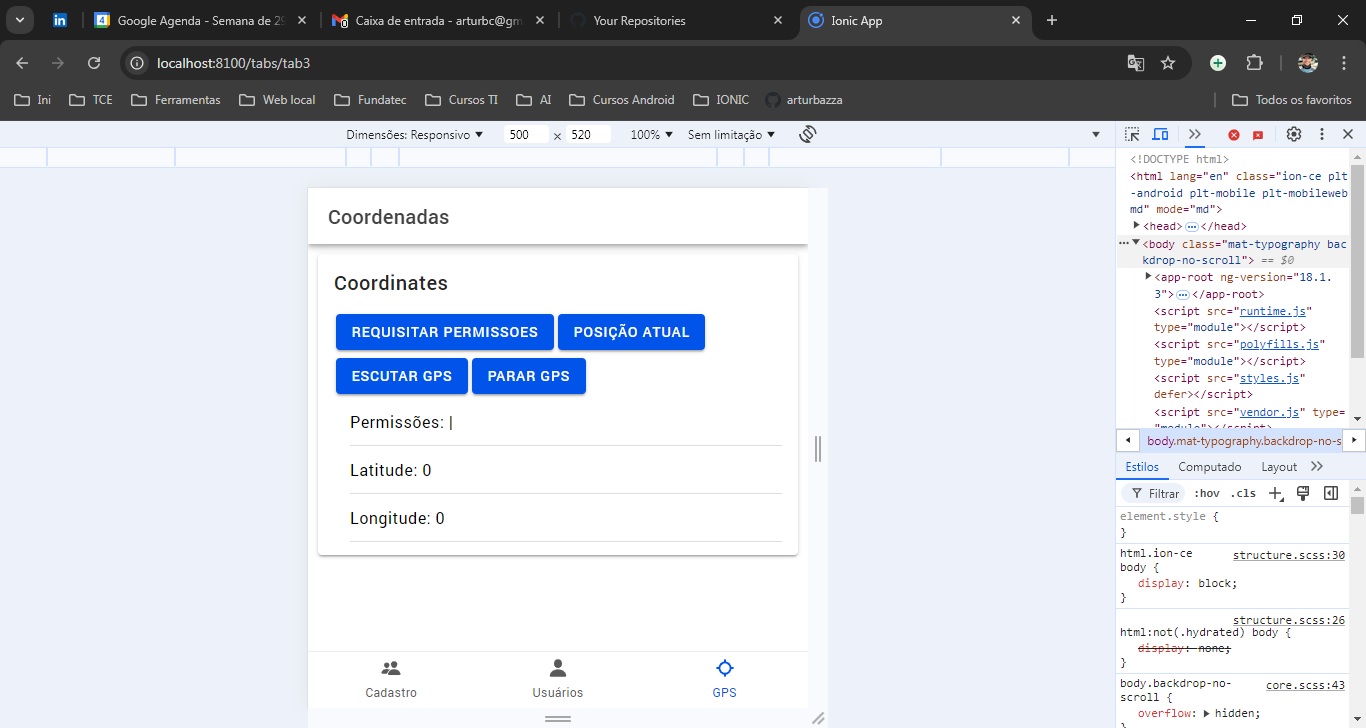 Google Agenda - Semana de 29
Caixa de entrada - arturbc@gm
Your Repositories
Ionic App
localhost:8100/tabs/tab3
Ini
TCE
Ferramentas
Web local
Fundatec
Cursos TI
AI
Cursos Android
IONIC
arturbazza
Todos os favoritos
Dimensões: Responsivo
500 × 520
100%
Sem limitação
Coordenadas
Coordinates
REQUISITAR PERMISSOES
POSIÇÃO ATUAL
ESCUTAR GPS
PARAR GPS
Permissões: |
Latitude: 0
Longitude: 0
Cadastro
Usuários
GPS
<!DOCTYPE html>
<html lang="en" class="ion-ce plt
-android plt-mobile plt-mobileweb
md" mode="md">
<head> … </head>
<body class="mat-typography bac
kdrop-no-scroll"> == $0
<app-root ng-version="18.1.
3"> … </app-root>
<script src="runtime.js"
type="module"></script>
<script src="polyfills.js"
type="module"></script>
<script src="styles.js"
defer></script>
<script src="vendor.js" type=
"module"></script>
body.mat-typography.backdrop-no-s
Estilos
Computado
Layout
Filtrar
:hov
.cls
element.style {
}
html.ion-ce
body {
structure.scss:30
display: block;
}
structure.scss:26
html:not(.hydrated) body {
display: none;
}
body.backdrop-no-
scroll {
core.scss:43
overflow: hidden;